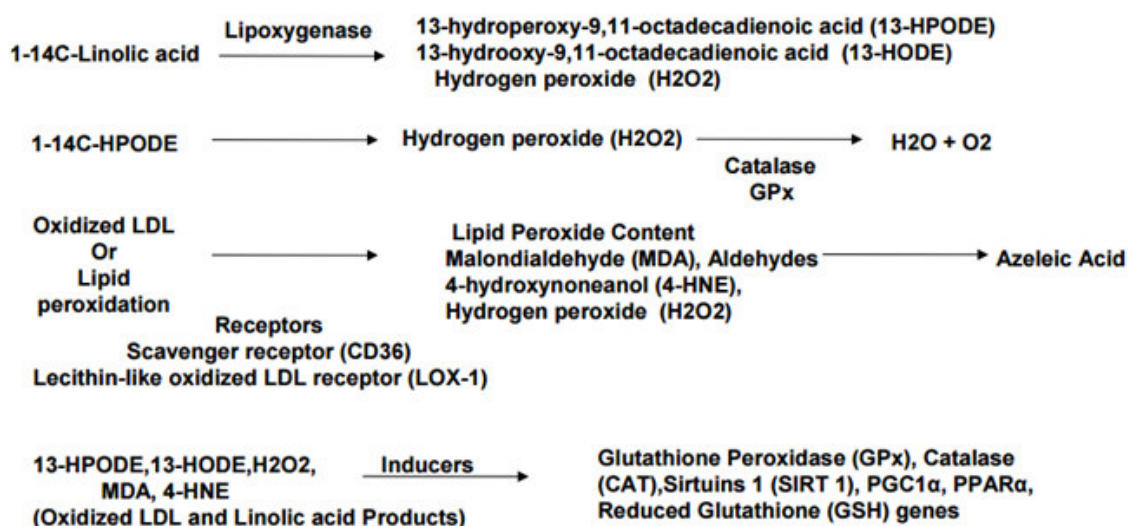 1-14C-Linolic acid
Lipoxygenase
13-hydroperoxy-9,11-octadecadienoic acid (13-HPODE)
13-hydrooxy-9,11-octadecadienoic acid (13-HODE)
Hydrogen peroxide (H2O2)
1-14C-HPODE
Hydrogen peroxide (H2O2)
Catalase
GPx
H2O + O2
Oxidized LDL
Or
Lipid
peroxidation
Lipid Peroxide Content
Malondialdehyde (MDA), Aldehydes
4-hydroxynoneanol (4-HNE),
Hydrogen peroxide (H2O2)
Azeleic Acid
Receptors
Scavenger receptor (CD36)
Lecithin-like oxidized LDL receptor (LOX-1)
13-HPODE,13-HODE,H2O2,
MDA, 4-HNE
(Oxidized LDL and Linolic acid Products)
Inducers
Glutathione Peroxidase (GPx), Catalase
(CAT),Sirtuins 1 (SIRT 1), PGC1α, PPARα,
Reduced Glutathione (GSH) genes